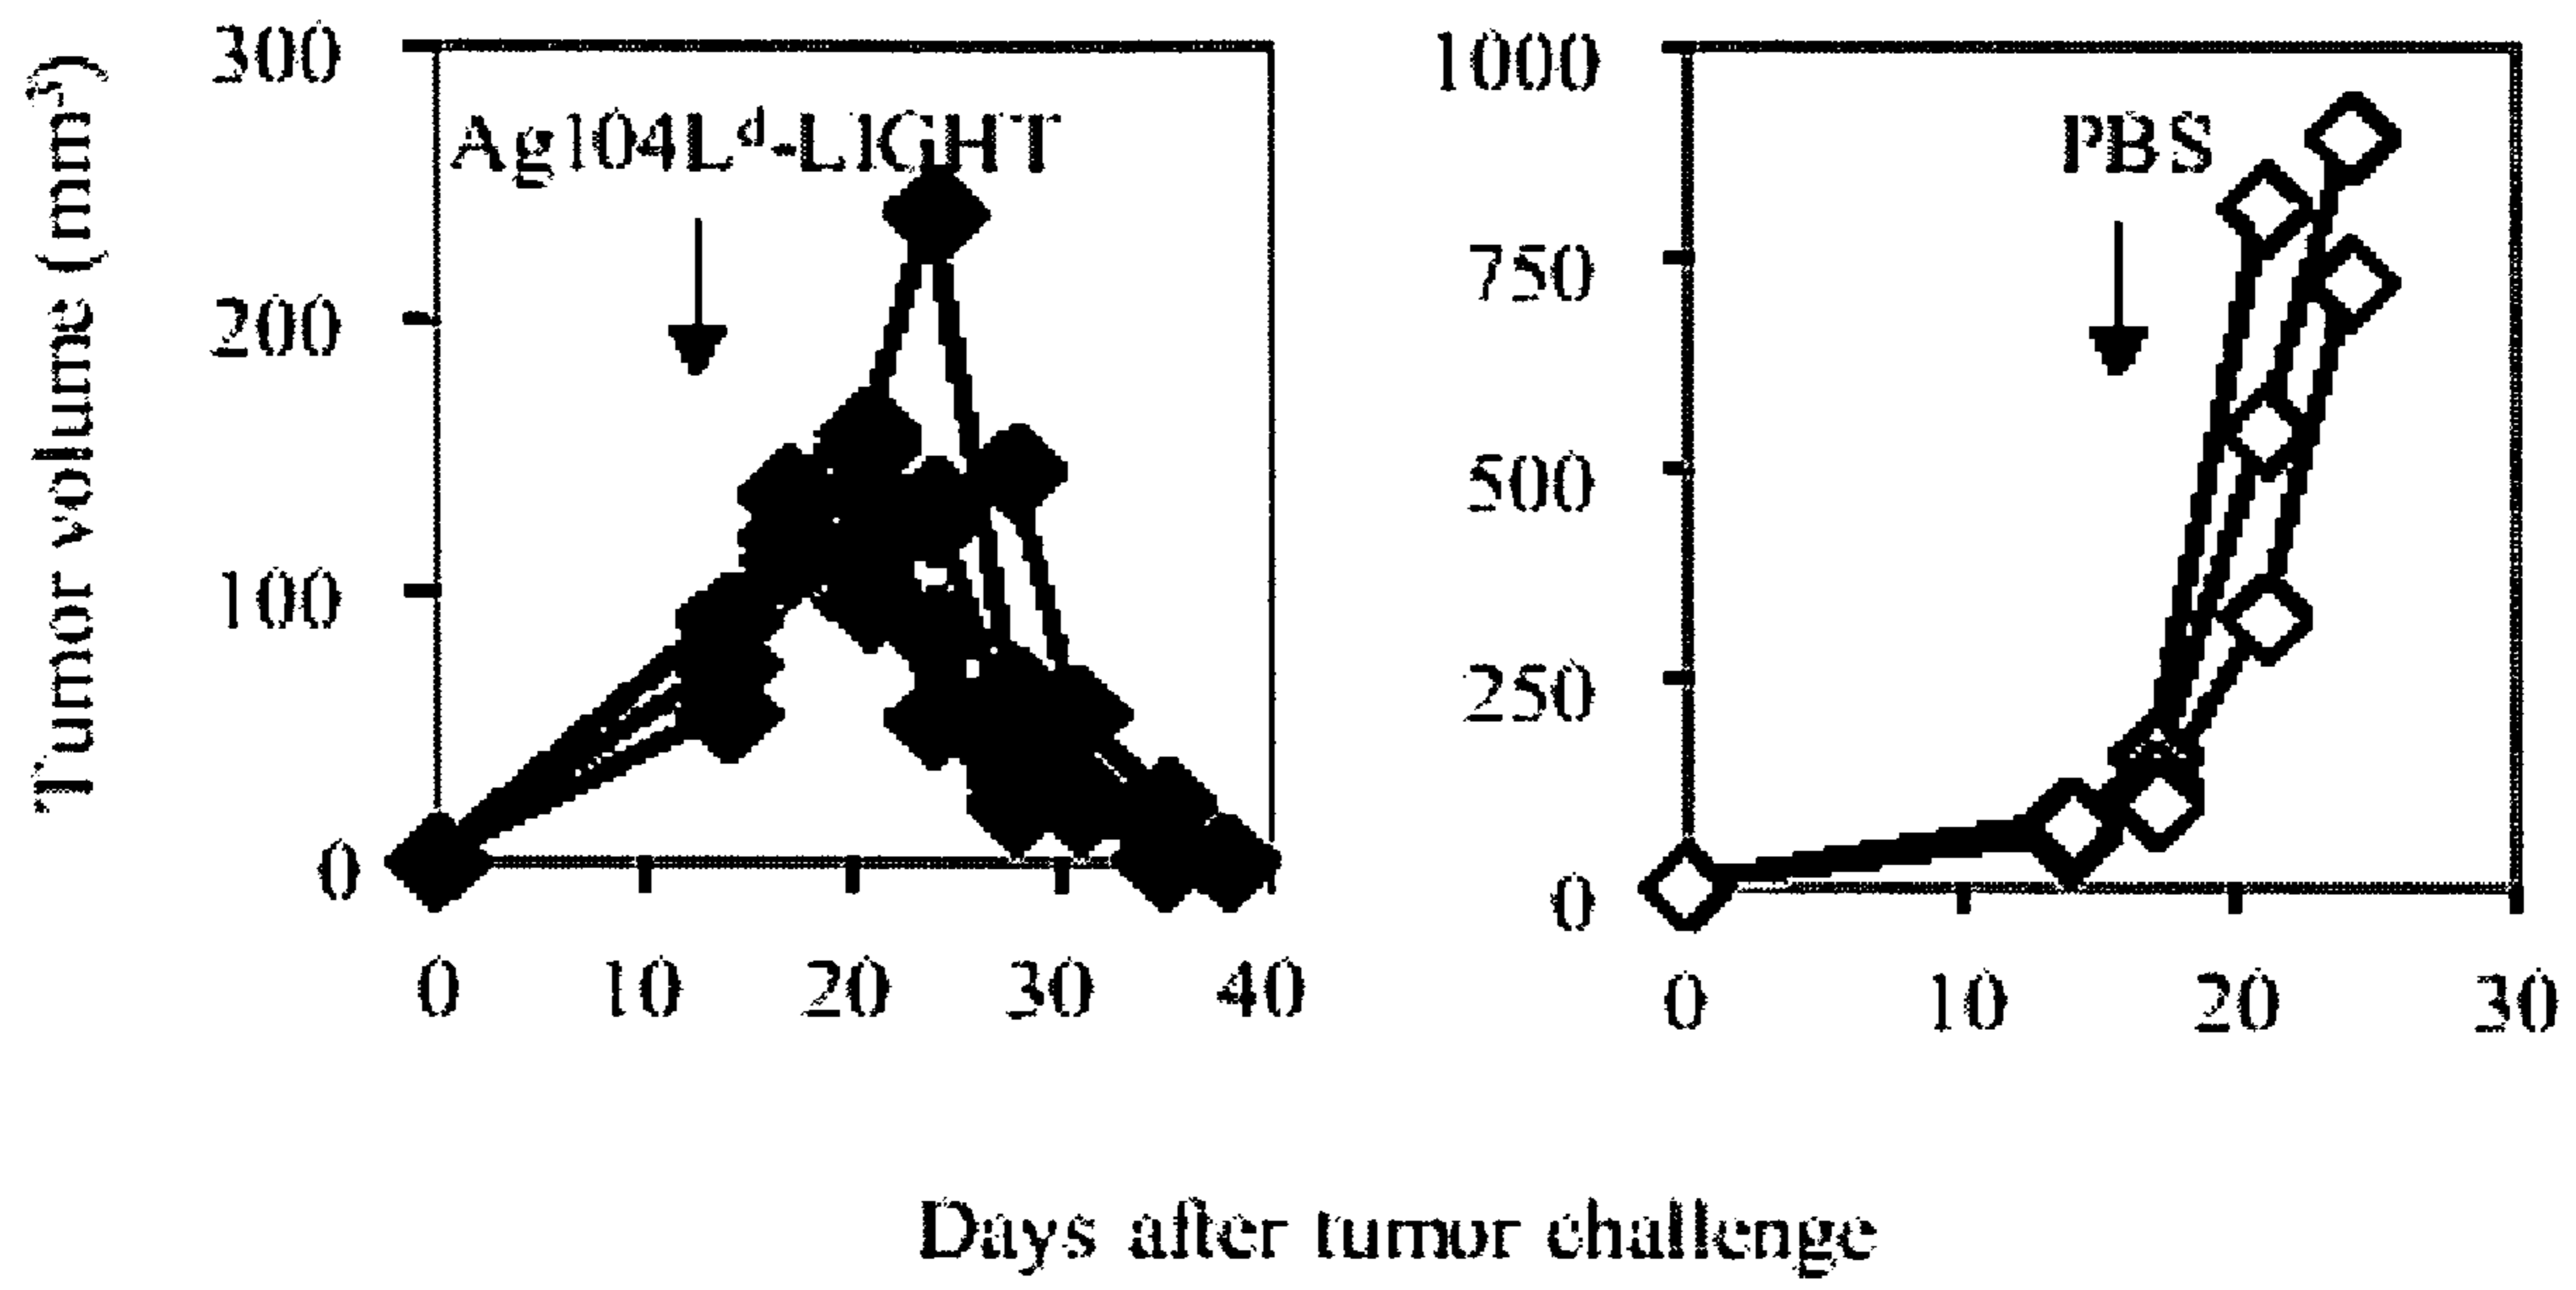 Tumor volume (mm³)
300
200
100
0
Ag104Lᵈ-LIGHT
0 10 20 30 40
1000
750
500
250
0
PBS
0 10 20 30
Days after tumor challenge